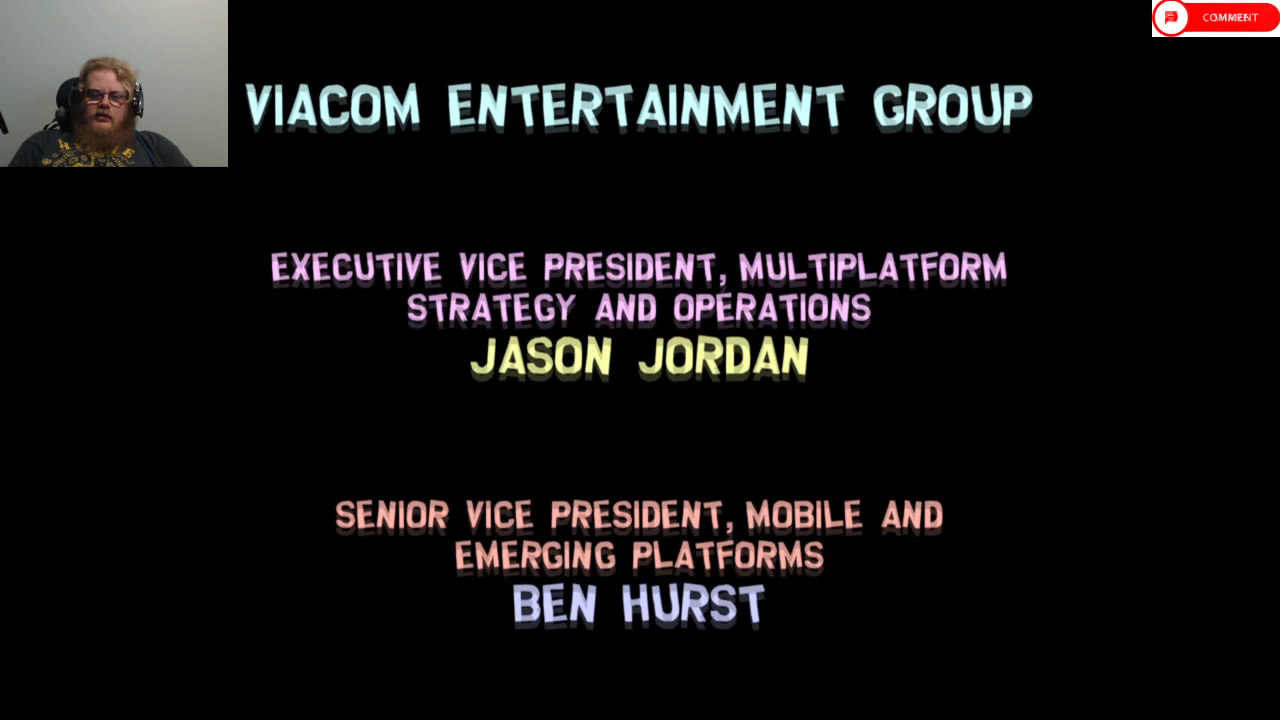 COMMENT
VIACOM ENTERTAINMENT GROUP
EXECUTIVE VICE PRESIDENT, MULTIPLATFORM
STRATEGY AND OPERATIONS
JASON JORDAN
SENIOR VICE PRESIDENT, MOBILE AND
EMERGING PLATFORMS
BEN HURST